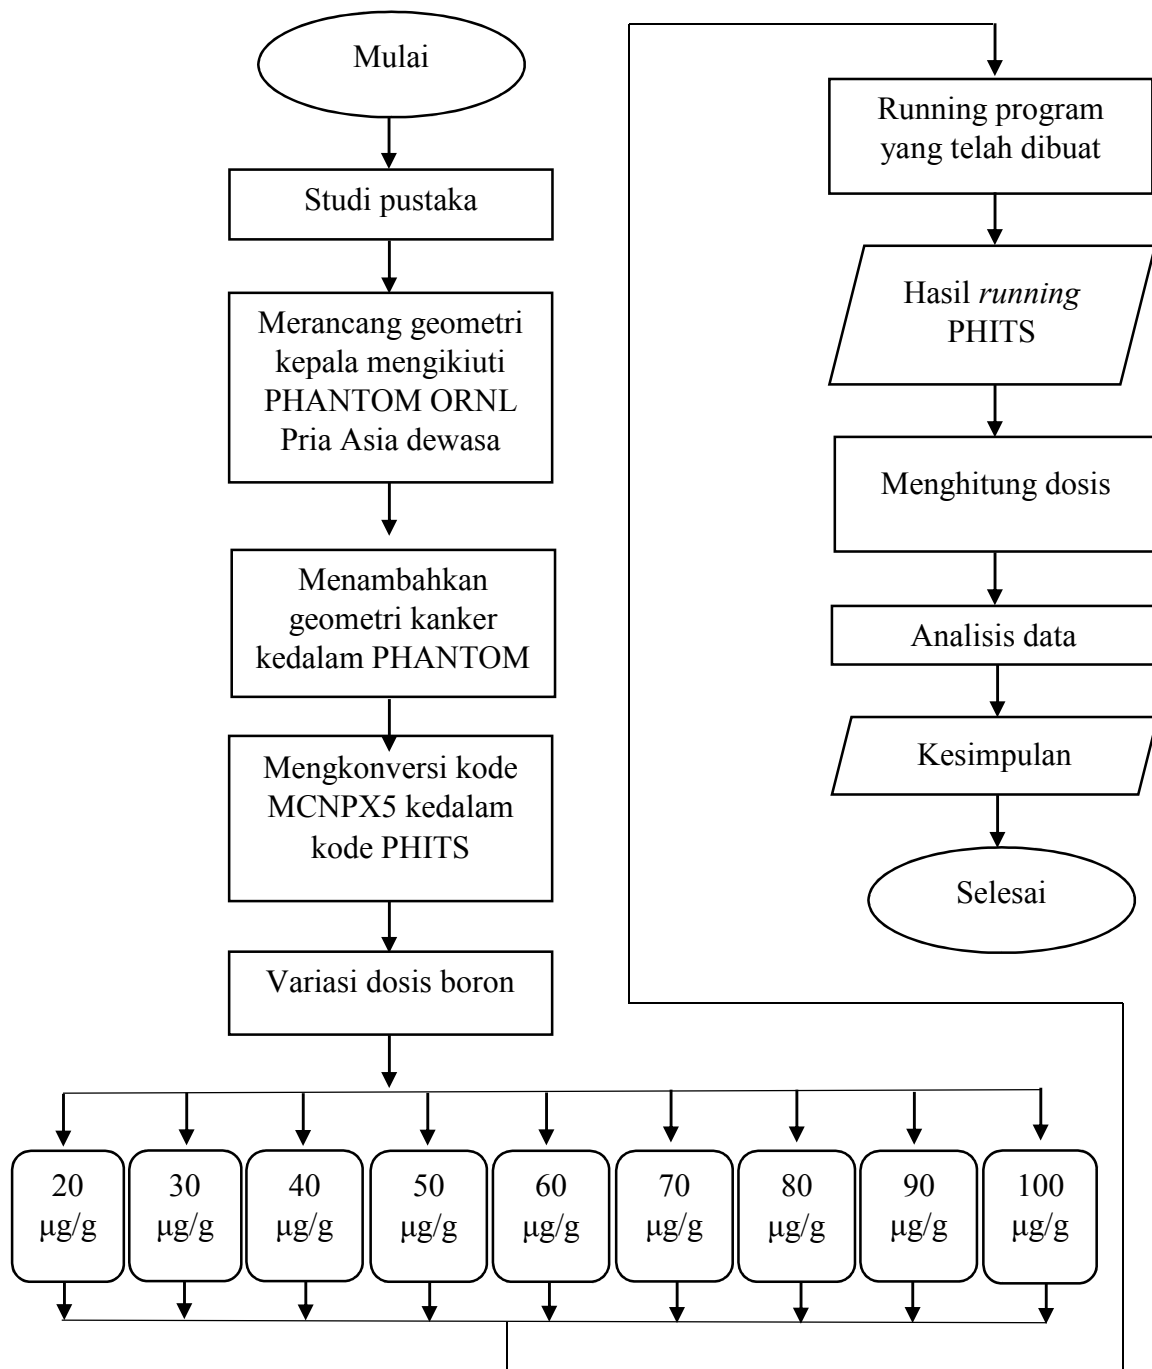 Mulai
Studi pustaka
Merancang geometri
kepala mengikiuti
PHANTOM ORNL
Pria Asia dewasa
Menambahkan
geometri kanker
kedalam PHANTOM
Mengkonversi kode
MCNPX5 kedalam
kode PHITS
Variasi dosis boron
20
µg/g
30
µg/g
40
µg/g
50
µg/g
60
µg/g
70
µg/g
80
µg/g
90
µg/g
100
µg/g
Running program
yang telah dibuat
Hasil running
PHITS
Menghitung dosis
Analisis data
Kesimpulan
Selesai